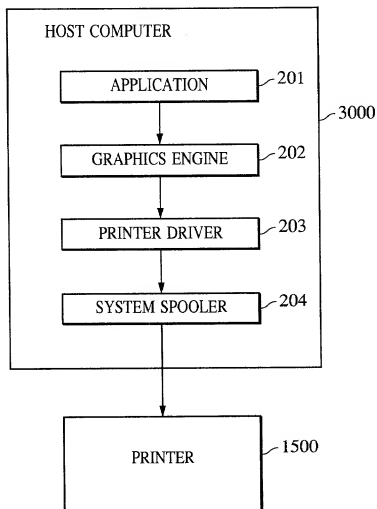 HOST COMPUTER
APPLICATION 201
3000
GRAPHICS ENGINE 202
PRINTER DRIVER 203
SYSTEM SPOOLER 204
PRINTER 1500